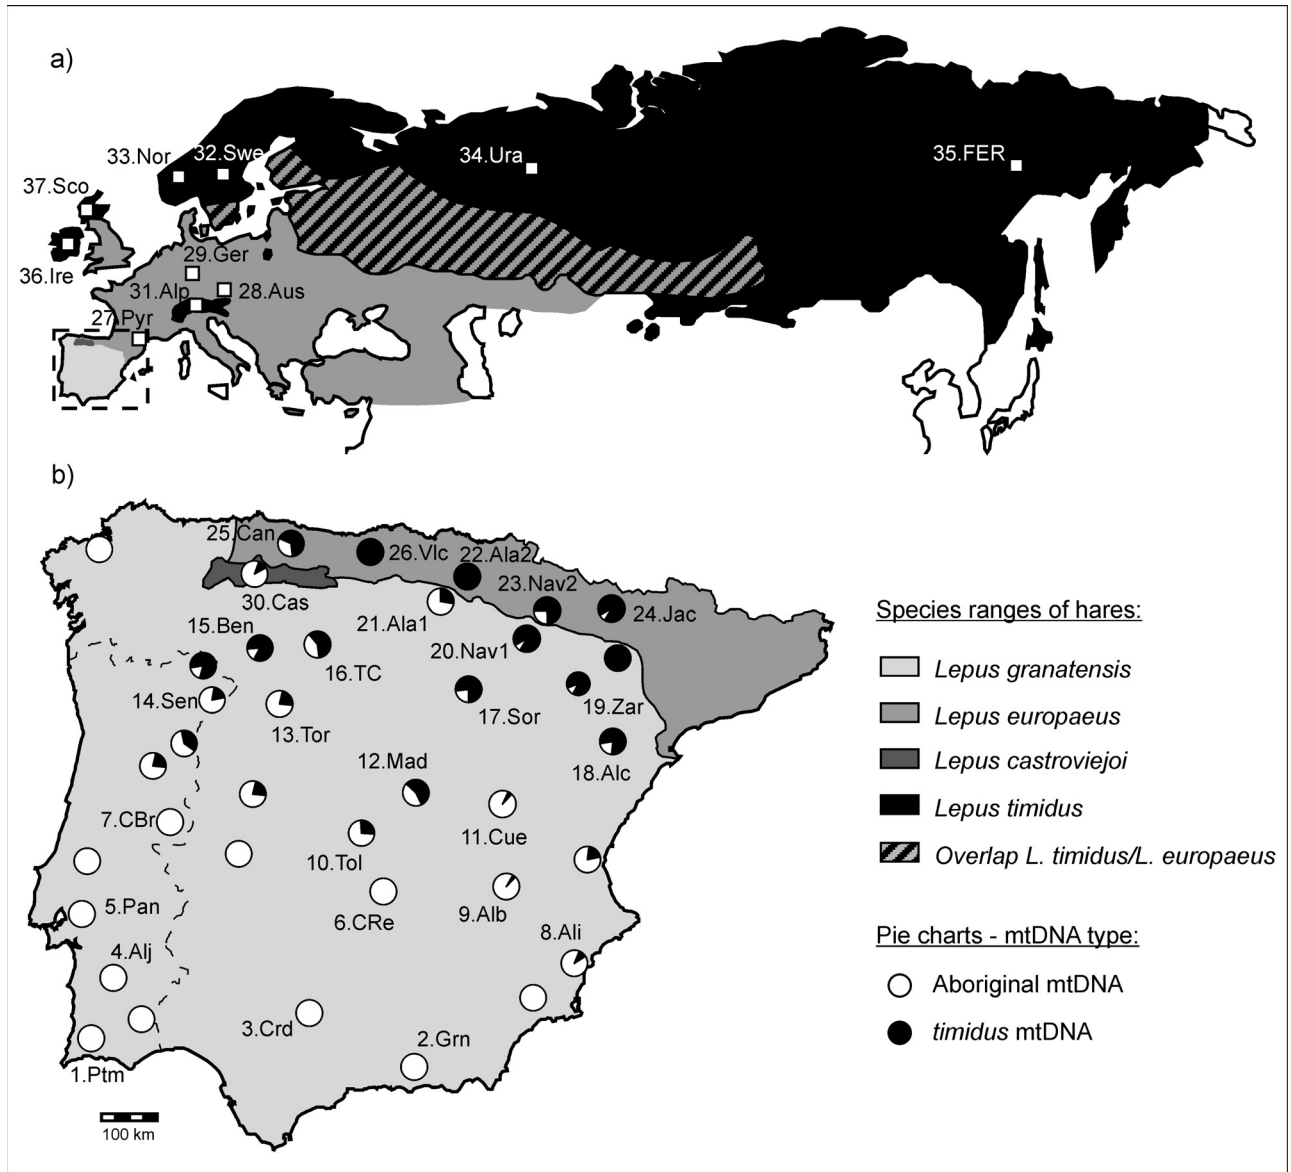 a)
33.Nor
32.Swe
34.Ura
35.FER
37.Sco
36.Ire
29.Ger
31.Alp
28.Aus
27.Pyr
b)
25.Can
26.Vlc
22.Ala2
23.Nav2
24.Jac
30.Cas
21.Ala1
15.Ben
20.Nav1
16.TC
14.Sen
13.Tor
17.Sor
19.Zar
12.Mad
18.Alc
7.CBr
11.Cue
10.Tol
5.Pan
6.CRe
9.Alb
8.Ali
4.Alj
3.Crd
2.Grn
1.Ptm
100 km
Species ranges of hares:
Lepus granatensis
Lepus europaeus
Lepus castroviejoi
Lepus timidus
Overlap L. timidus/L. europaeus
Pie charts - mtDNA type:
Aboriginal mtDNA
timidus mtDNA